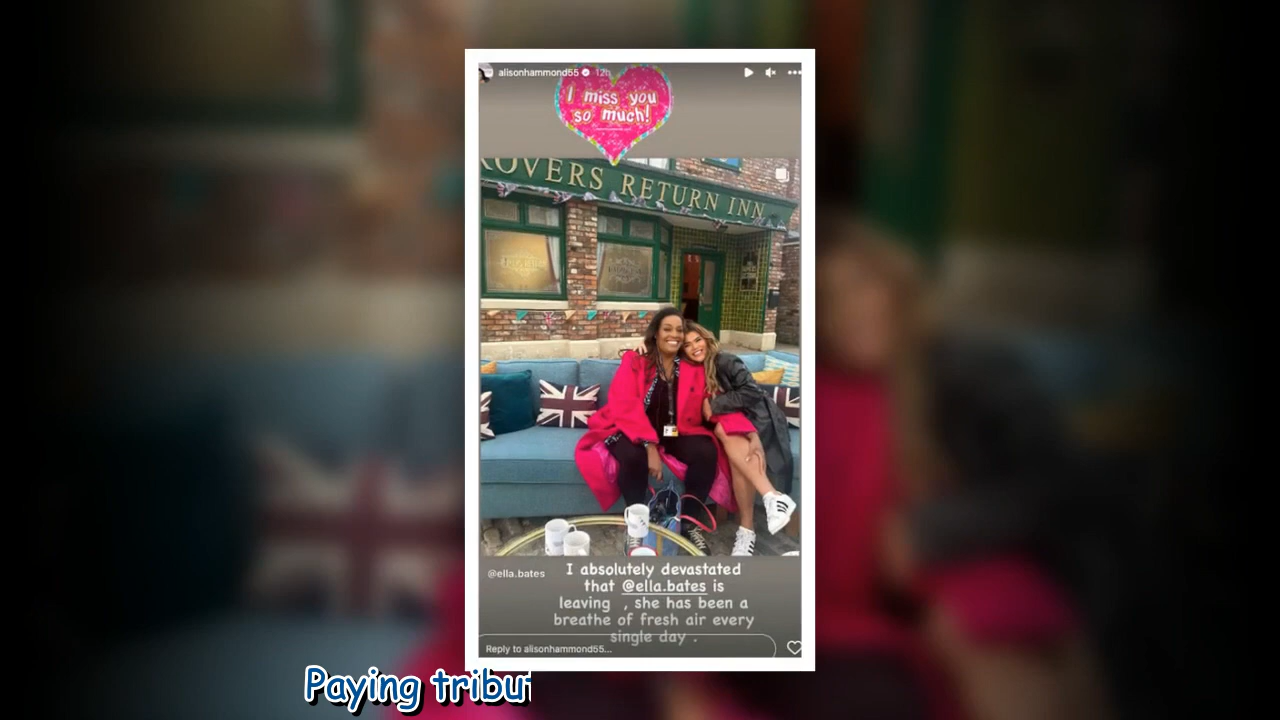 alisonhammond55 12h
I miss you
so much!
ROVERS RETURN INN
@ella.bates
I absolutely devastated
that @ella.bates is
leaving , she has been a
breathe of fresh air every
single day .
Reply to alisonhammond55...
Paying tribu